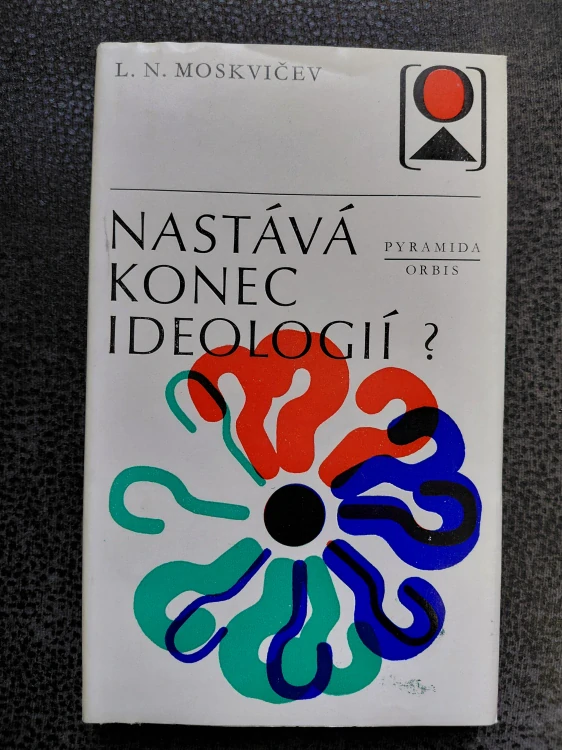 L. N. MOSKVIČEV
NASTÁVÁ
KONEC
IDEOLOGIÍ ?
PYRAMIDA
ORBIS